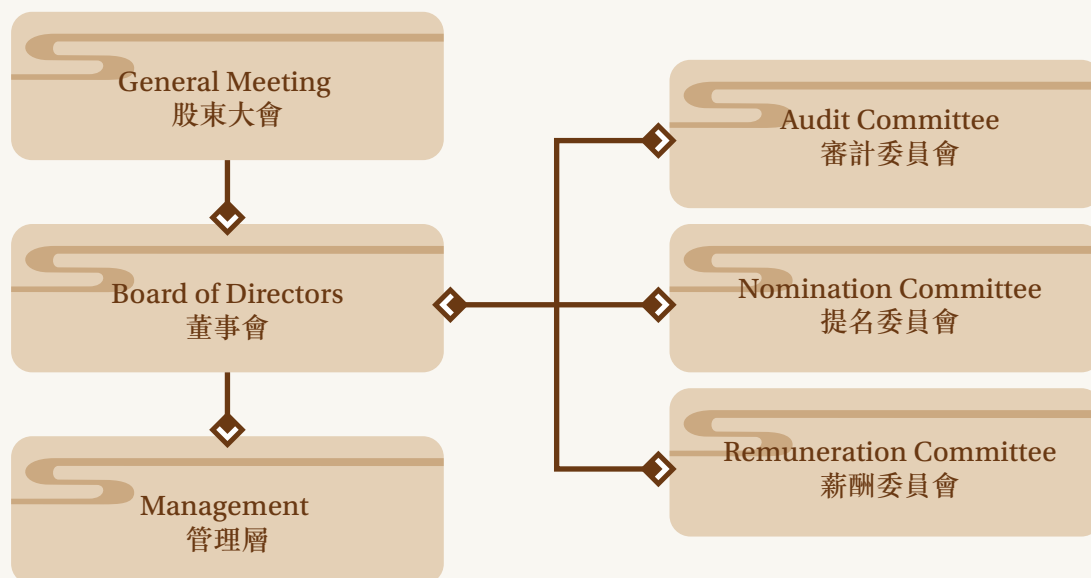 General Meeting
股東大會
Board of Directors
董事會
Management
管理層
Audit Committee
審計委員會
Nomination Committee
提名委員會
Remuneration Committee
薪酬委員會